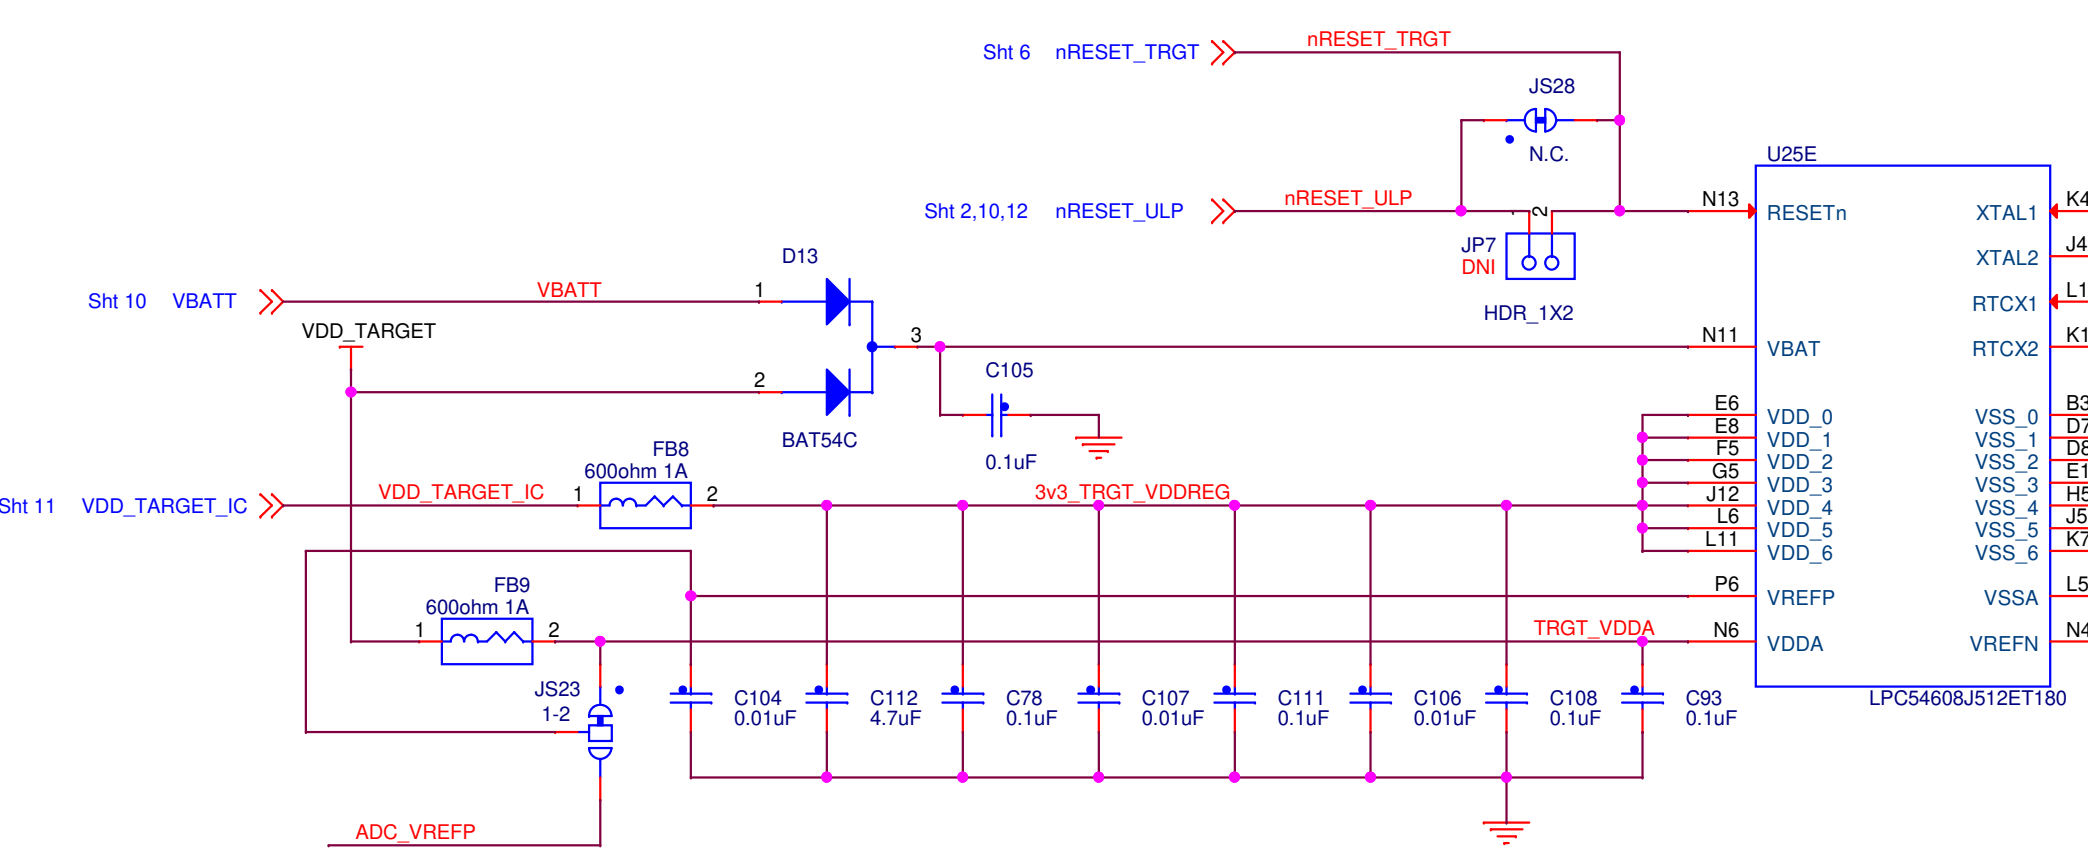 nRESET_TRGT
Sht 6 nRESET_TRGT
JS28
N.C.
U25E
nRESET_ULP
Sht 2,10,12 nRESET_ULP
1 2
N13 RESETn XTAL1 K4
JP7
DNI
HDR_1X2
XTAL2 J4
D13
VBATT 1
Sht 10 VBATT
RTCX1 L1
VDD_TARGET
3
N11 VBAT RTCX2 K1
2
BAT54C
C105
0.1uF
E6 VDD_0 VSS_0 B3
E8 VDD_1 VSS_1 D7
F5 VDD_2 VSS_2 D8
G5 VDD_3 VSS_3 E1
J12 VDD_4 VSS_4 H5
L6 VDD_5 VSS_5 J5
L11 VDD_6 VSS_6 K7
FB8
600ohm 1A
VDD_TARGET_IC 1 2 3v3_TRGT_VDDREG
Sht 11 VDD_TARGET_IC
P6 VREFP VSSA L5
FB9
600ohm 1A
1 2
TRGT_VDDA N6 VDDA VREFN N4
LPC54608J512ET180
JS23
1-2
C104 C112 C78 C107 C111 C106 C108 C93
0.01uF 4.7uF 0.1uF 0.01uF 0.1uF 0.01uF 0.1uF 0.1uF
ADC_VREFP